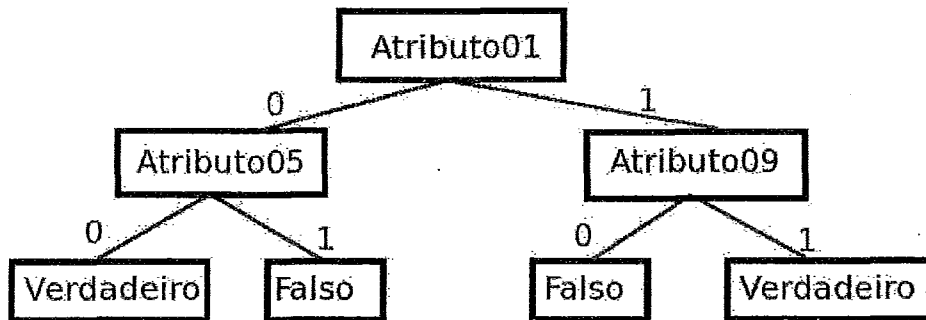 Atributo01
0 1
Atributo05 Atributo09
0 1 0 1
Verdadeiro Falso Falso Verdadeiro